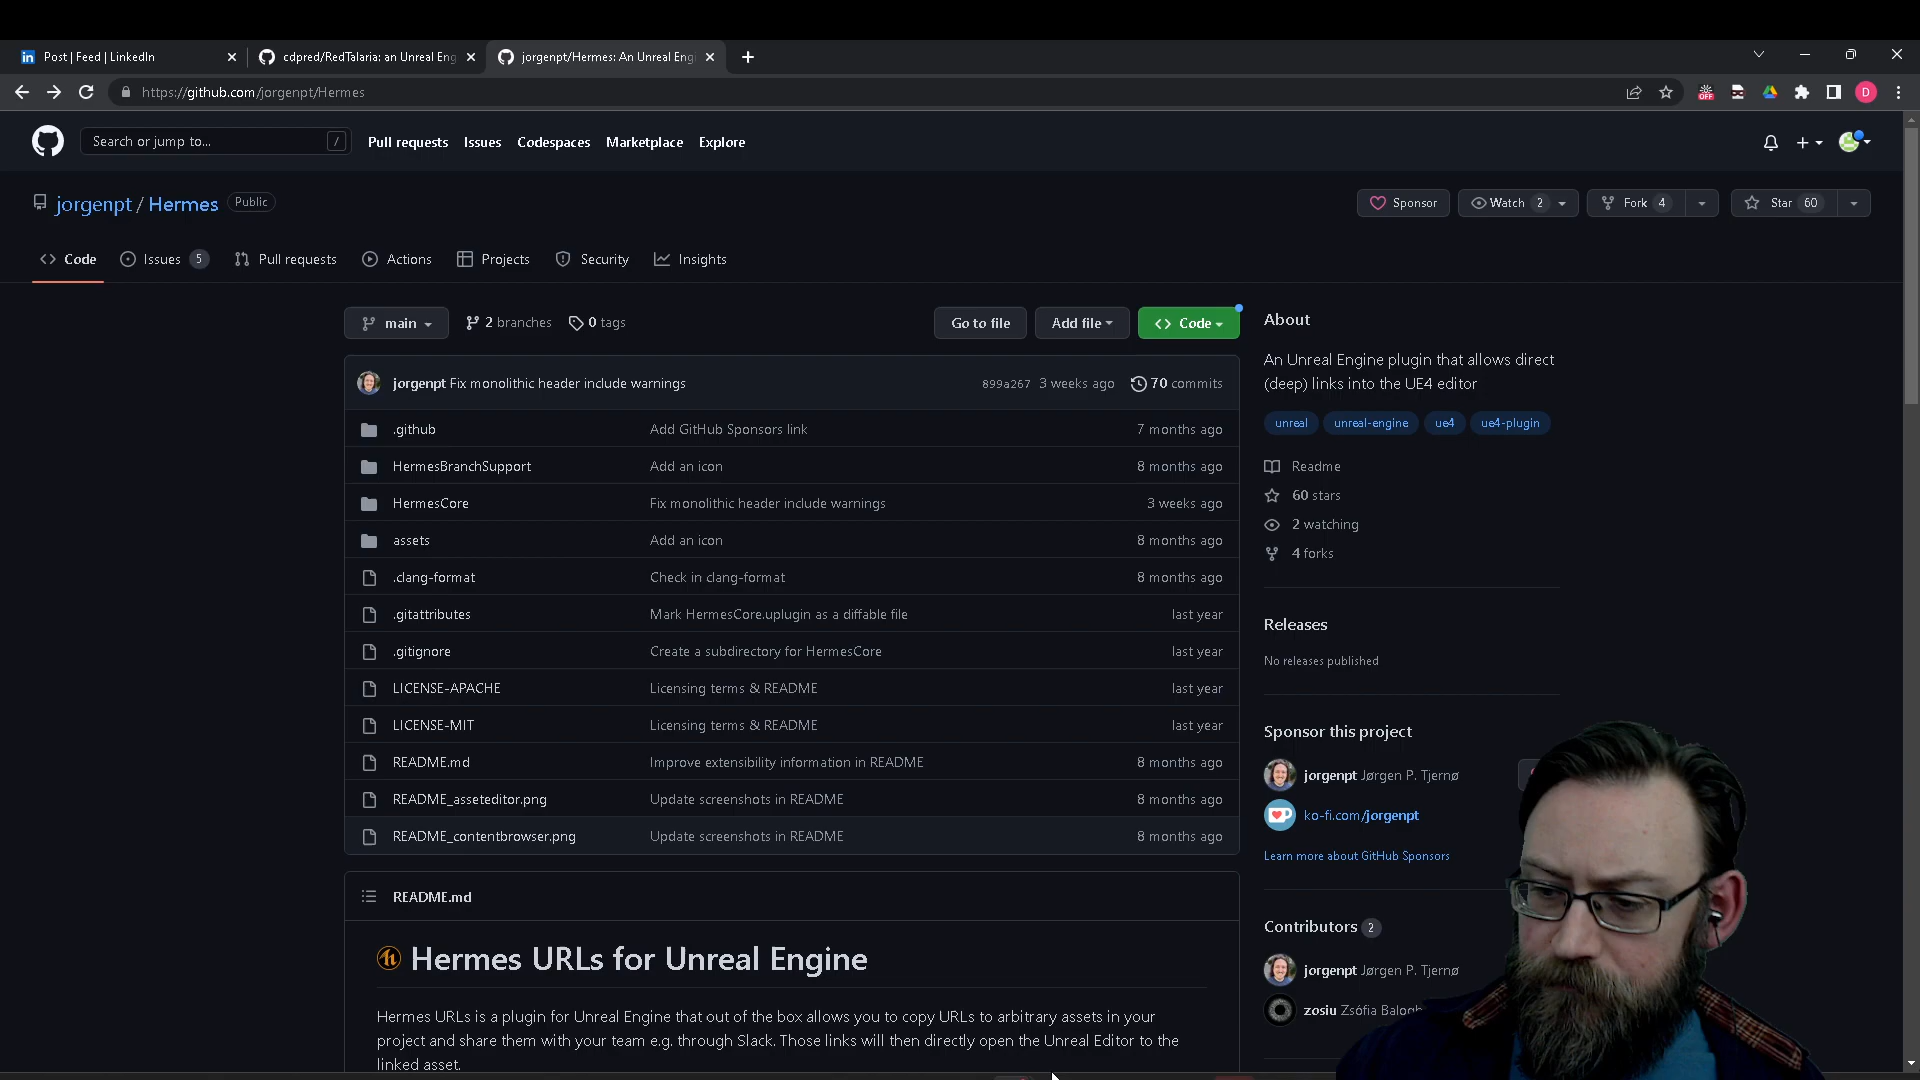 Post | Feed | LinkedIn
cdpred/RedTalaria: an Unreal Eng
jorgenpt/Hermes: An Unreal Engi
https://github.com/jorgenpt/Hermes
OFF
D
Search or jump to...
/
Pull requests
Issues
Codespaces
Marketplace
Explore
jorgenpt / Hermes
Public
Sponsor
Watch 2
Fork 4
Star 60
Code
Issues 5
Pull requests
Actions
Projects
Security
Insights
main
2 branches
0 tags
Go to file
Add file
Code
jorgenpt Fix monolithic header include warnings 899a267 3 weeks ago 70 commits
.github Add GitHub Sponsors link 7 months ago
HermesBranchSupport Add an icon 8 months ago
HermesCore Fix monolithic header include warnings 3 weeks ago
assets Add an icon 8 months ago
.clang-format Check in clang-format 8 months ago
.gitattributes Mark HermesCore.uplugin as a diffable file last year
.gitignore Create a subdirectory for HermesCore last year
LICENSE-APACHE Licensing terms & README last year
LICENSE-MIT Licensing terms & README last year
README.md Improve extensibility information in README 8 months ago
README_asseteditor.png Update screenshots in README 8 months ago
README_contentbrowser.png Update screenshots in README 8 months ago
README.md
Hermes URLs for Unreal Engine
Hermes URLs is a plugin for Unreal Engine that out of the box allows you to copy URLs to arbitrary assets in your
project and share them with your team e.g. through Slack. Those links will then directly open the Unreal Editor to the
linked asset.
About
An Unreal Engine plugin that allows direct
(deep) links into the UE4 editor
unreal
unreal-engine
ue4
ue4-plugin
Readme
60 stars
2 watching
4 forks
Releases
No releases published
Sponsor this project
jorgenpt Jørgen P. Tjernø
ko-fi.com/jorgenpt
Learn more about GitHub Sponsors
Contributors 2
jorgenpt Jørgen P. Tjernø
zosiu Zsófia Balogh